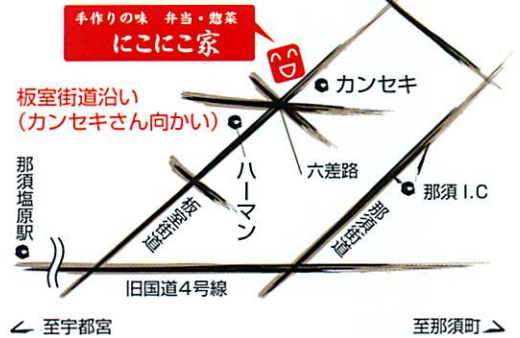 手作りの味 弁当・惣菜
にこにこ家
板室街道沿い
（カンセキさん向かい）
カンセキ
六差路
ハーマン
那須塩原駅
板室街道
那須街道
那須I.C
旧国道4号線
至宇都宮
至那須町